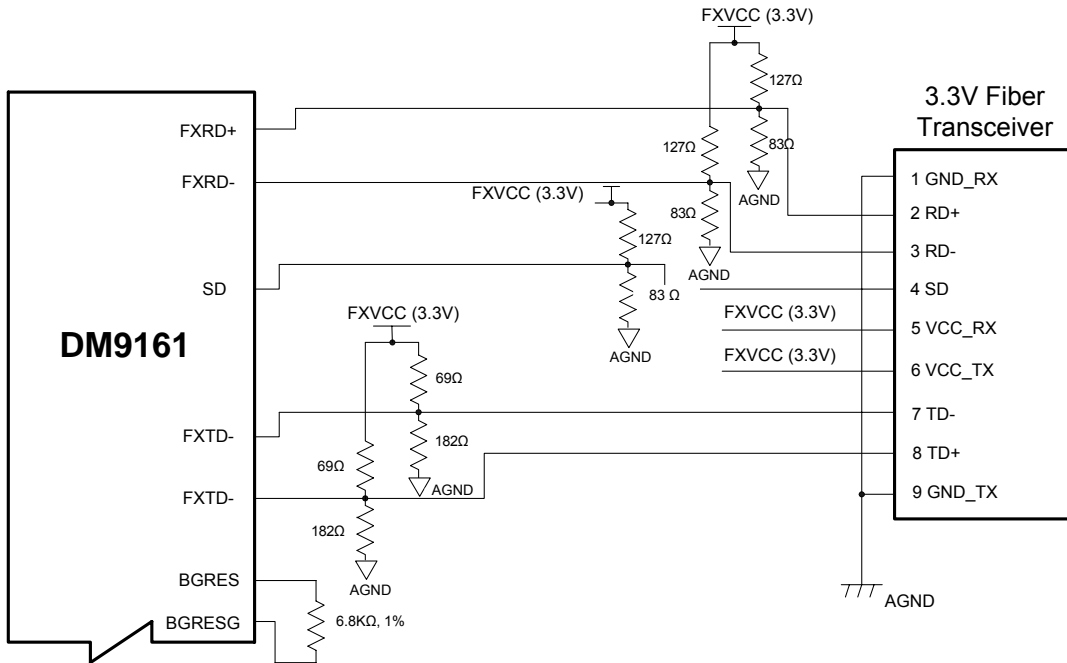 FXVCC (3.3V)
127Ω
83Ω
AGND
127Ω
83Ω
AGND
FXVCC (3.3V)
127Ω
83 Ω
AGND
FXVCC (3.3V)
69Ω
182Ω
AGND
69Ω
182Ω
AGND
DM9161
FXRD+
FXRD-
SD
FXTD-
FXTD-
BGRES
BGRESG
6.8KΩ, 1%
3.3V Fiber
Transceiver
1 GND_RX
2 RD+
3 RD-
4 SD
FXVCC (3.3V)
5 VCC_RX
FXVCC (3.3V)
6 VCC_TX
7 TD-
8 TD+
9 GND_TX
AGND